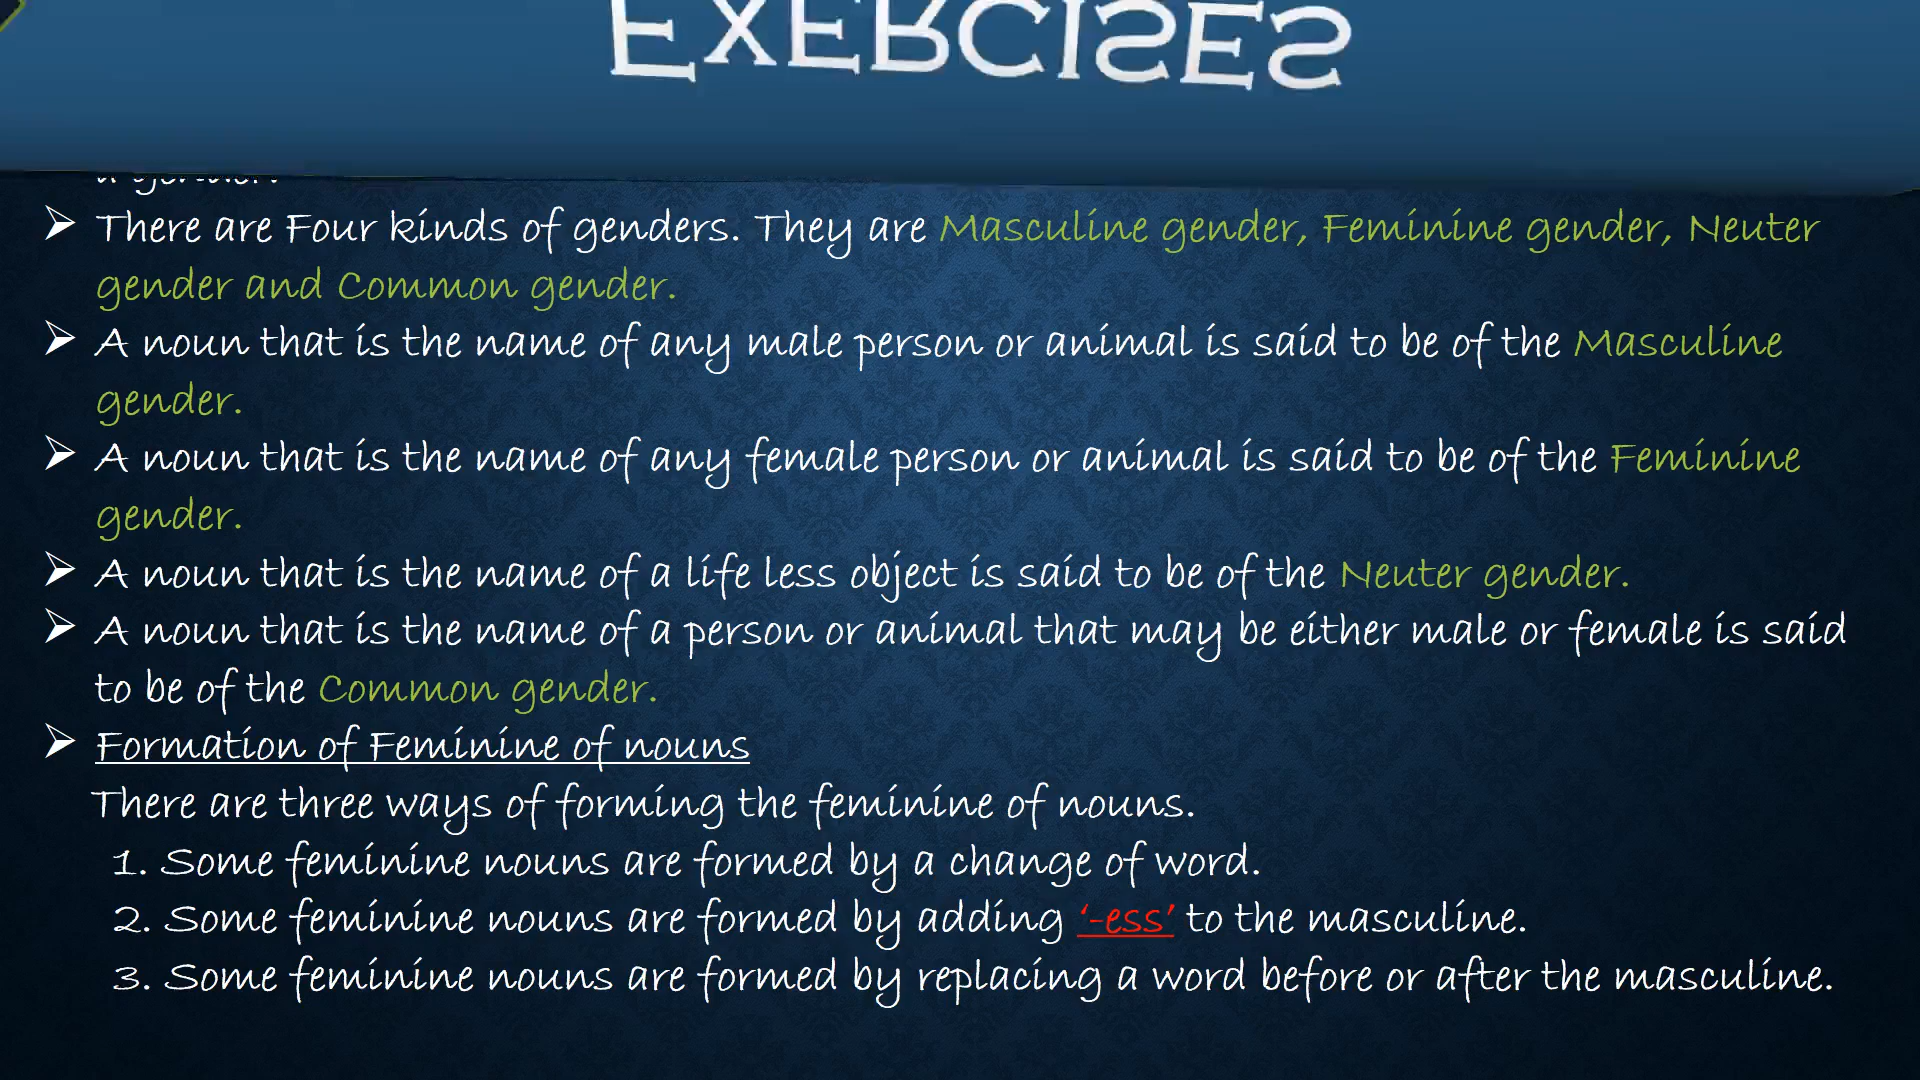 EXERCISES
There are Four kinds of genders. They are Masculine gender, Feminine gender, Neuter
gender and Common gender.
A noun that is the name of any male person or animal is said to be of the Masculine
gender.
A noun that is the name of any female person or animal is said to be of the Feminine
gender.
A noun that is the name of a life less object is said to be of the Neuter gender.
A noun that is the name of a person or animal that may be either male or female is said
to be of the Common gender.
Formation of Feminine of nouns
There are three ways of forming the feminine of nouns.
1. Some feminine nouns are formed by a change of word.
2. Some feminine nouns are formed by adding ‘-ess’ to the masculine.
3. Some feminine nouns are formed by replacing a word before or after the masculine.